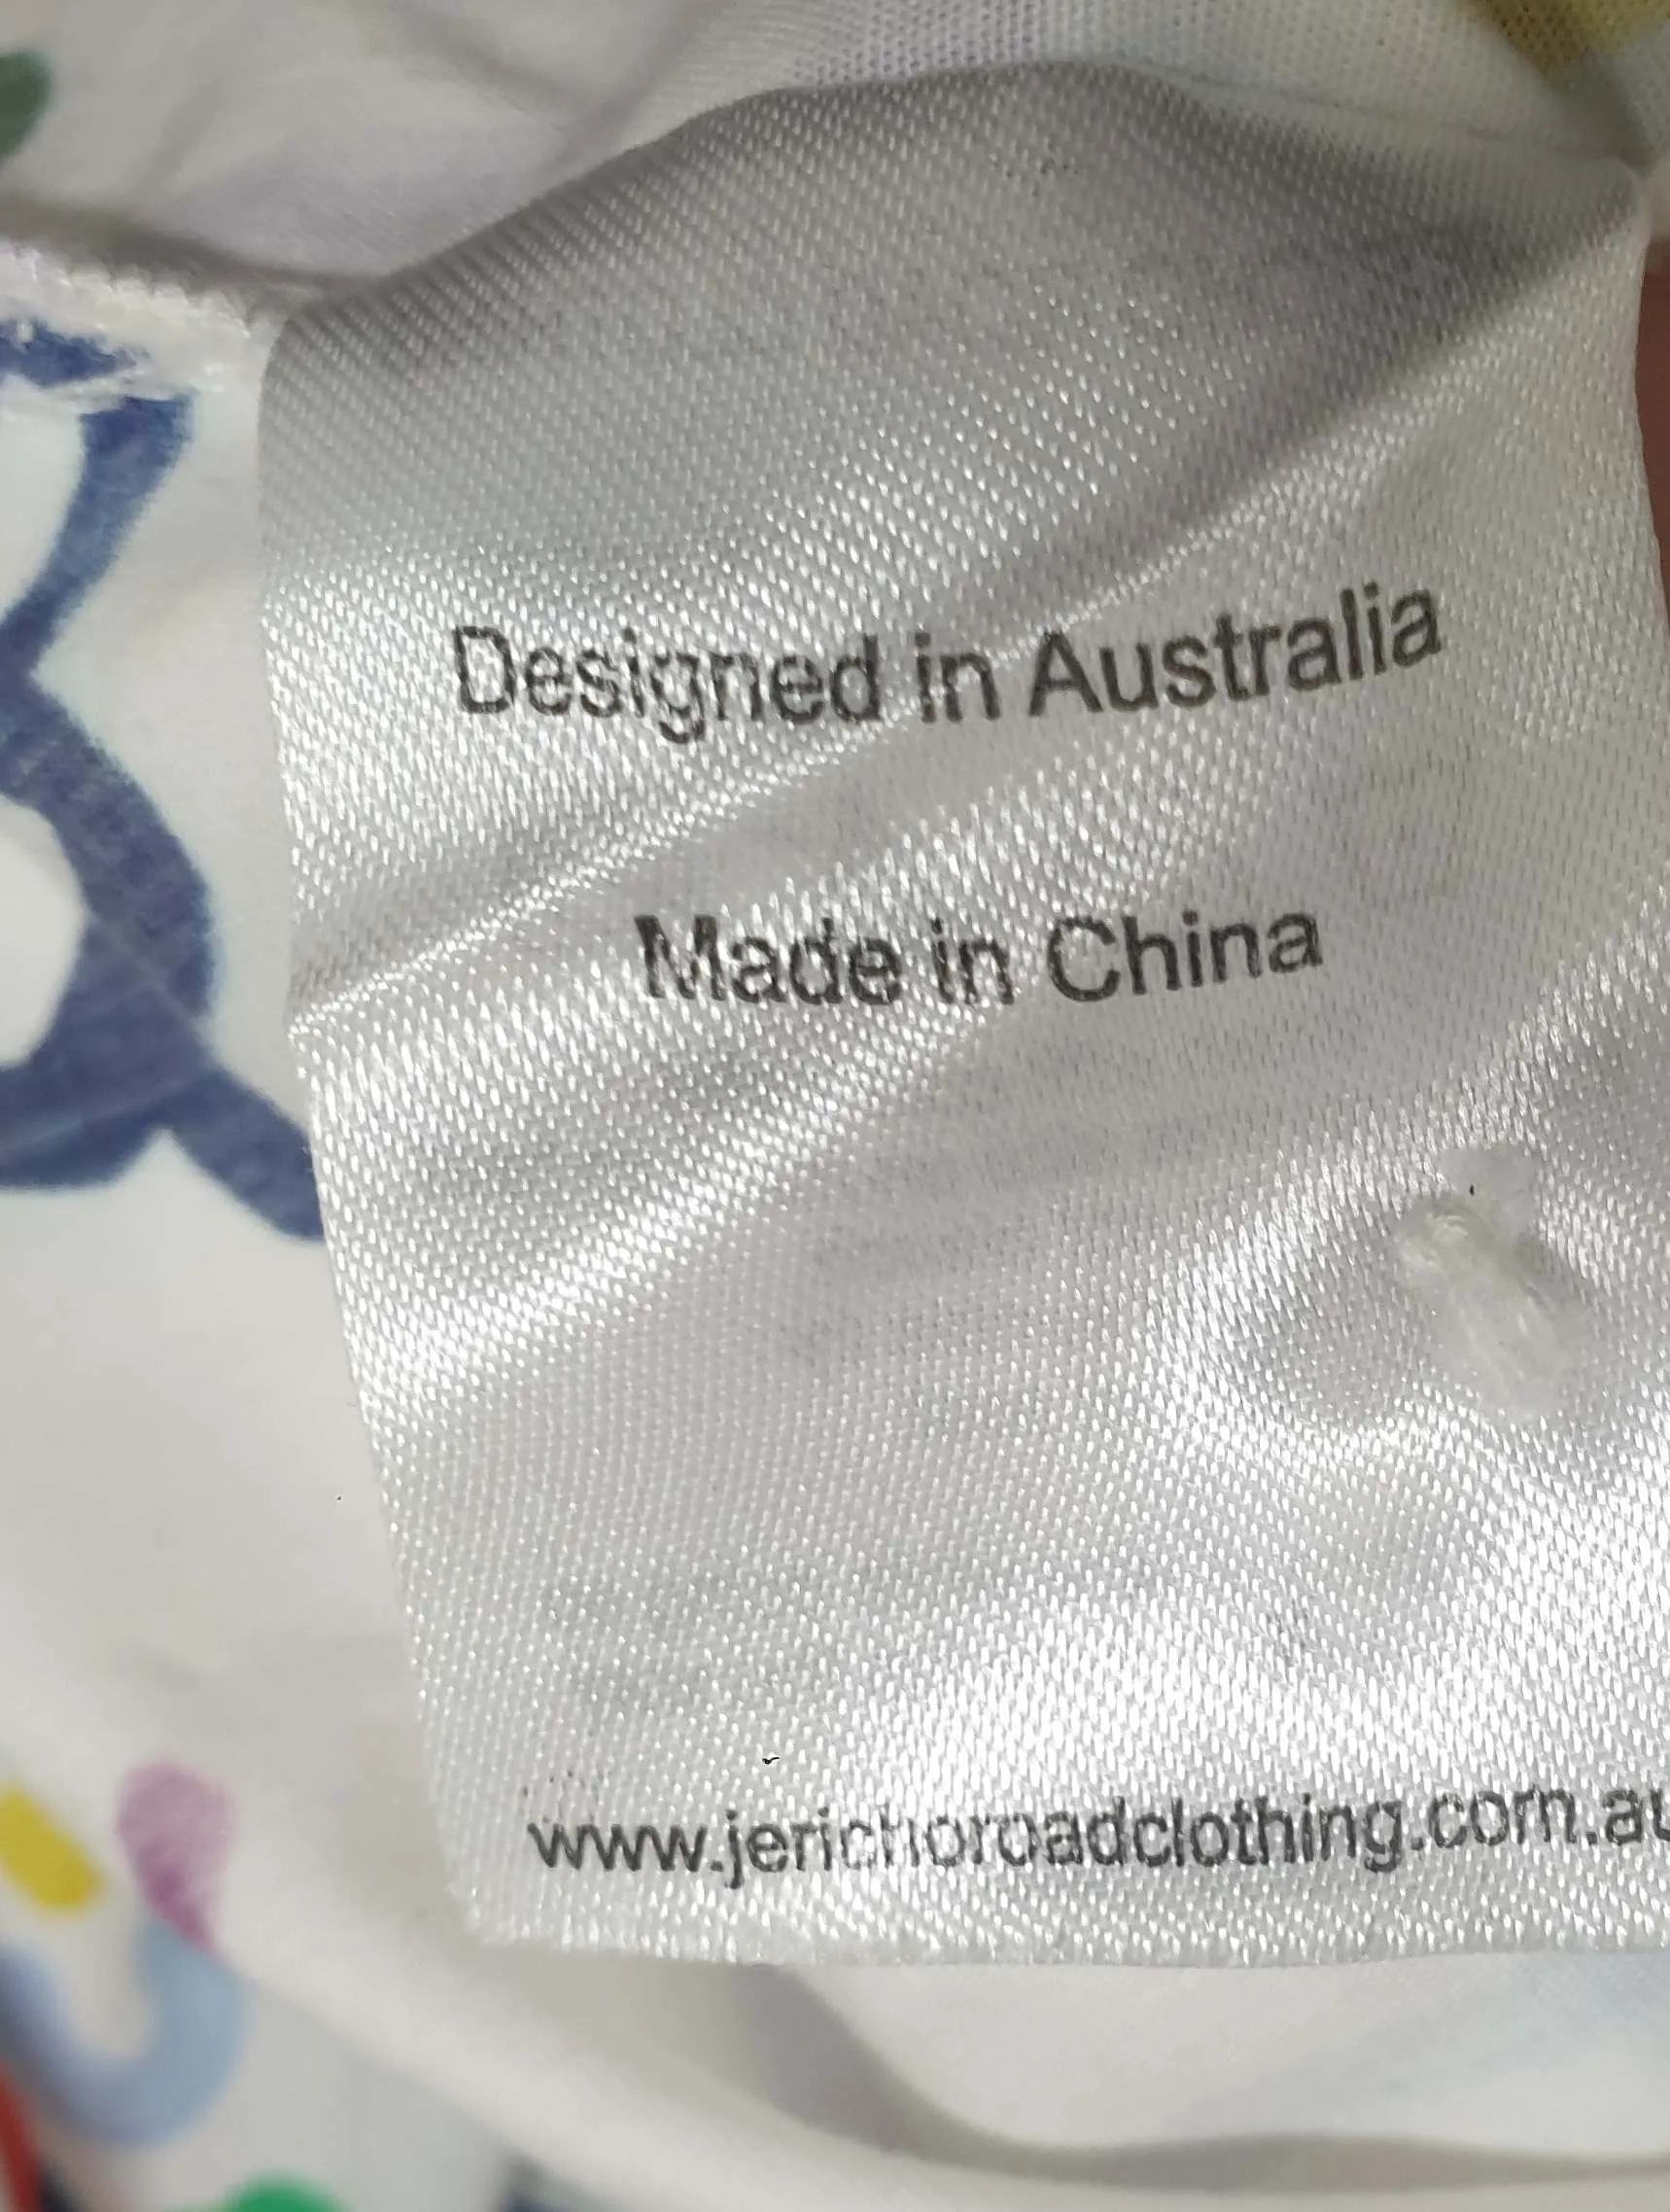 Designed in Australia
Made in China
www.jerichoroadclothing.com.au